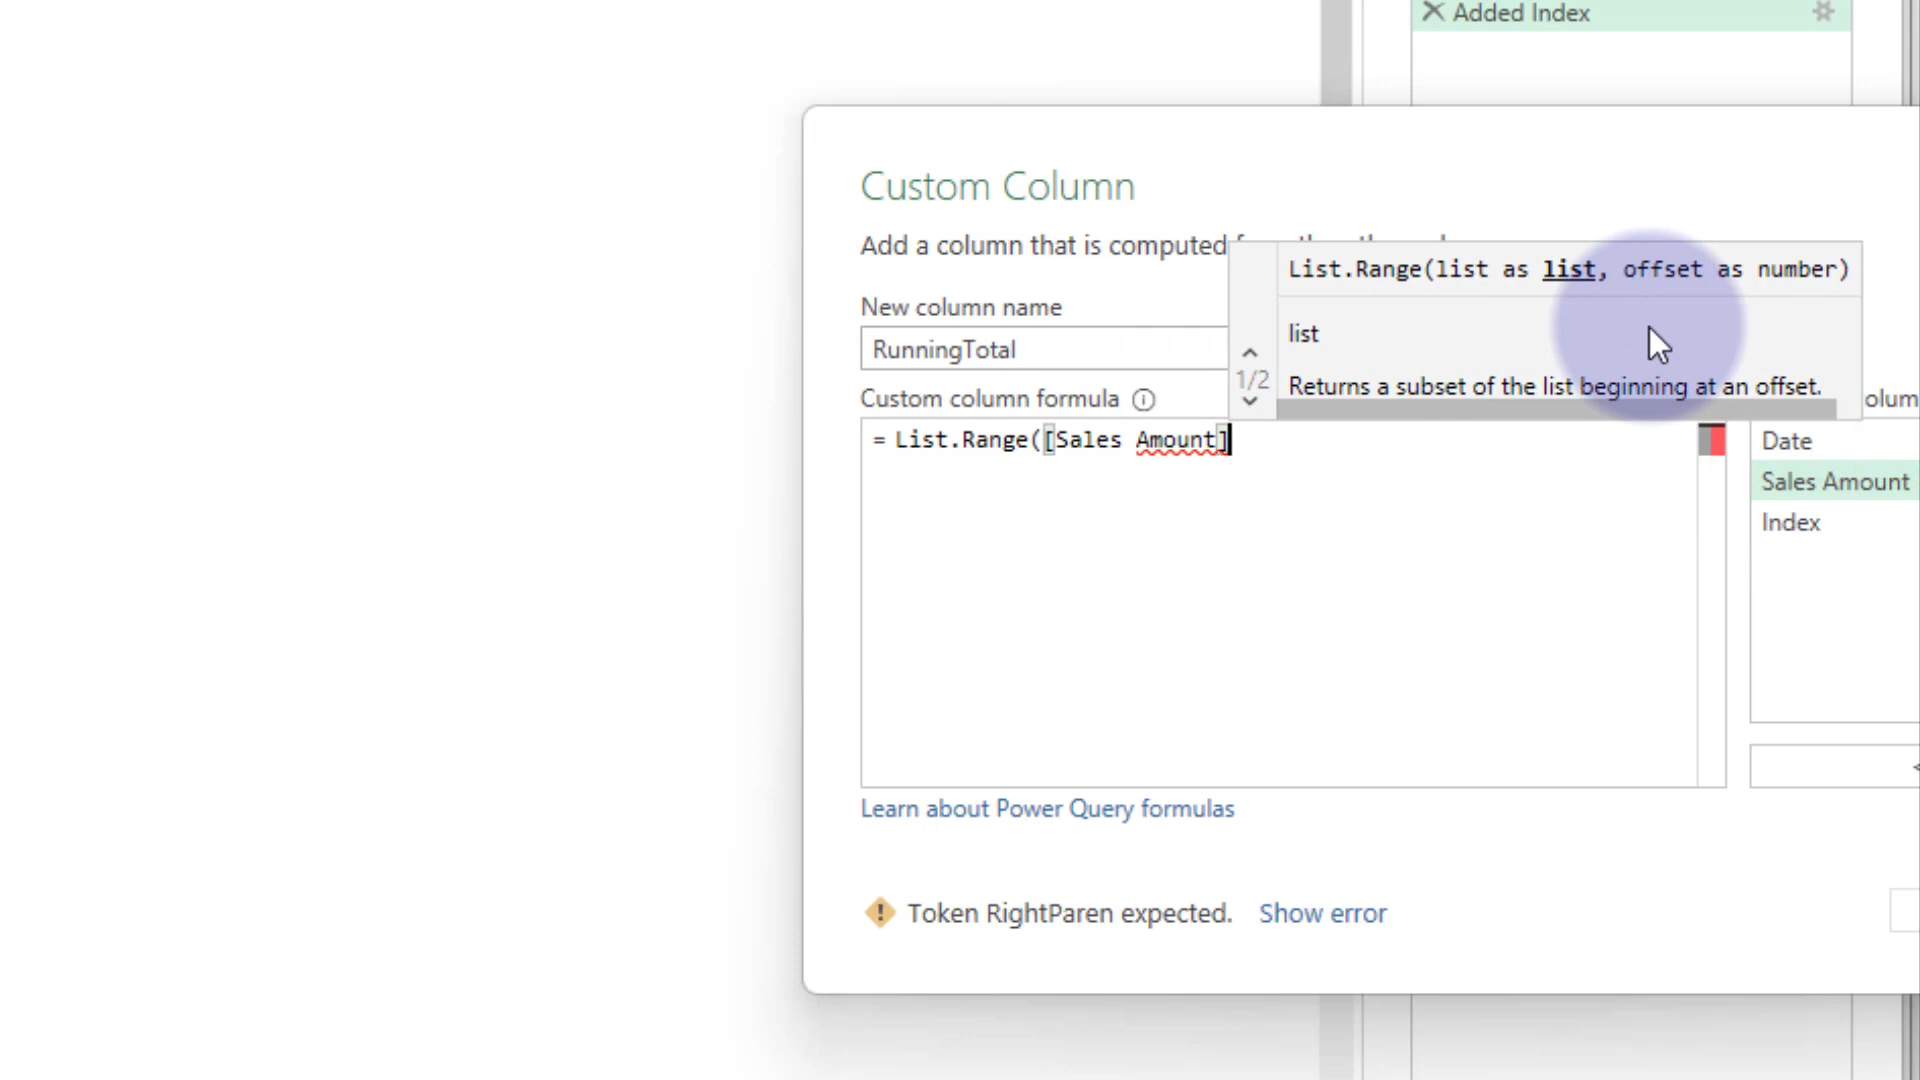 Added Index
Custom Column
Add a column that is computed
List.Range(list as list, offset as number)
New column name
list
RunningTotal
1/2
Returns a subset of the list beginning at an offset.
Custom column formula
olum
= List.Range([Sales Amount]
Date
Sales Amount
Index
<
Learn about Power Query formulas
! Token RightParen expected. Show error